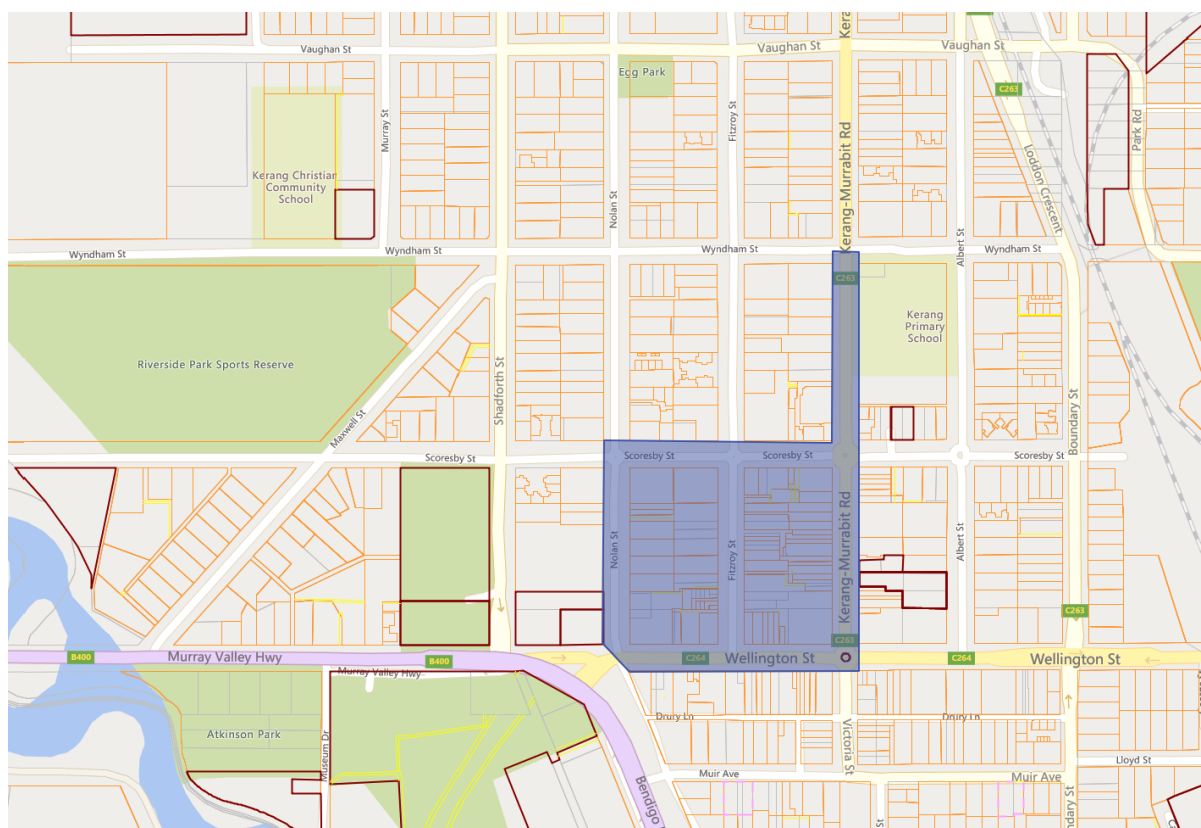 Vaughan St
Vaughan St
Vaughan St
Kerang-Murrabit Rd
Egg Park
C263
Park Rd
Murray St
Fitzroy St
Loddon Crescent
Kerang Christian
Community
School
Nolan St
Albert St
Wyndham St
Wyndham St
Wyndham St
Wyndham St
C263
Kerang
Primary
School
Riverside Park Sports Reserve
Shadforth St
Maxwell St
Boundary St
Scoresby St
Scoresby St
Scoresby St
Scoresby St
Nolan St
Fitzroy St
Kerang-Murrabit Rd
Albert St
C263
C263
B400
Murray Valley Hwy
B400
C264
Wellington St
C264
Wellington St
Murray Valley Hwy
Drury Ln
Drury Ln
Atkinson Park
Museum Dr
Victoria St
Lloyd St
Muir Ave
Muir Ave
Bendigo
ndary St